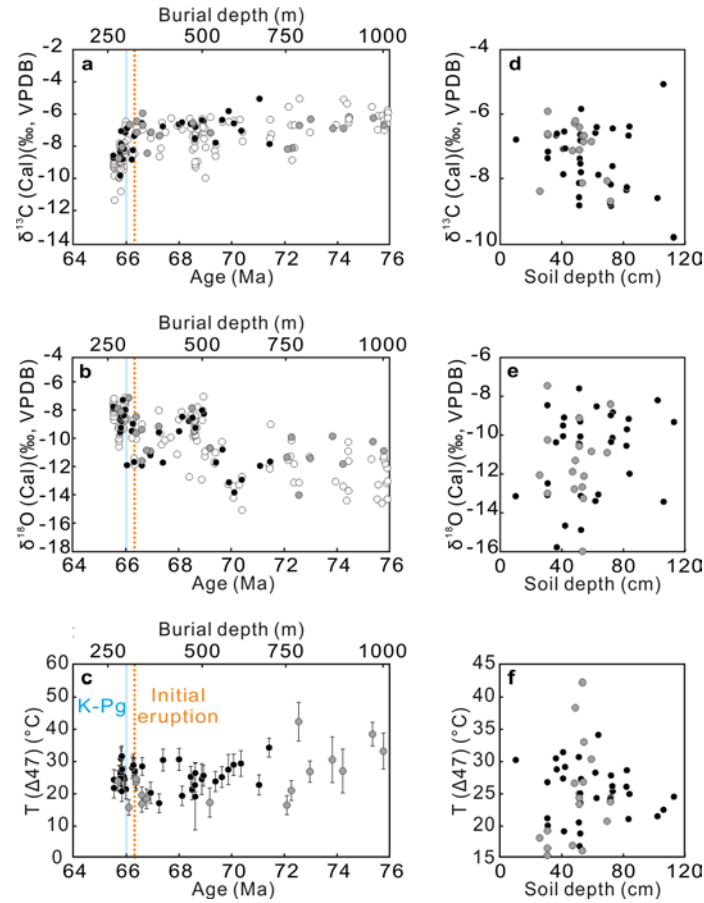 Burial depth (m)
250 500 750 1000
-2
-4
-6
-8
-10
-12
-14
a
δ13C (Cal)(‰, VPDB)
64 66 68 70 72 74 76
Age (Ma)
-4
-6
-8
-10
d
δ13C (Cal)(‰, VPDB)
0 40 80 120
Soil depth (cm)
Burial depth (m)
250 500 750 1000
-4
-6
-8
-10
-12
-14
-16
-18
b
δ18O (Cal)(‰, VPDB)
64 66 68 70 72 74 76
Age (Ma)
-6
-8
-10
-12
-14
-16
e
δ18O (Cal)(‰, VPDB)
0 40 80 120
Soil depth (cm)
Burial depth (m)
250 500 750 1000
60
50
40
30
20
10
0
c
K-Pg
Initial
eruption
T (Δ47) (°C)
64 66 68 70 72 74 76
Age (Ma)
45
40
35
30
25
20
15
f
T (Δ47) (°C)
0 40 80 120
Soil depth (cm)